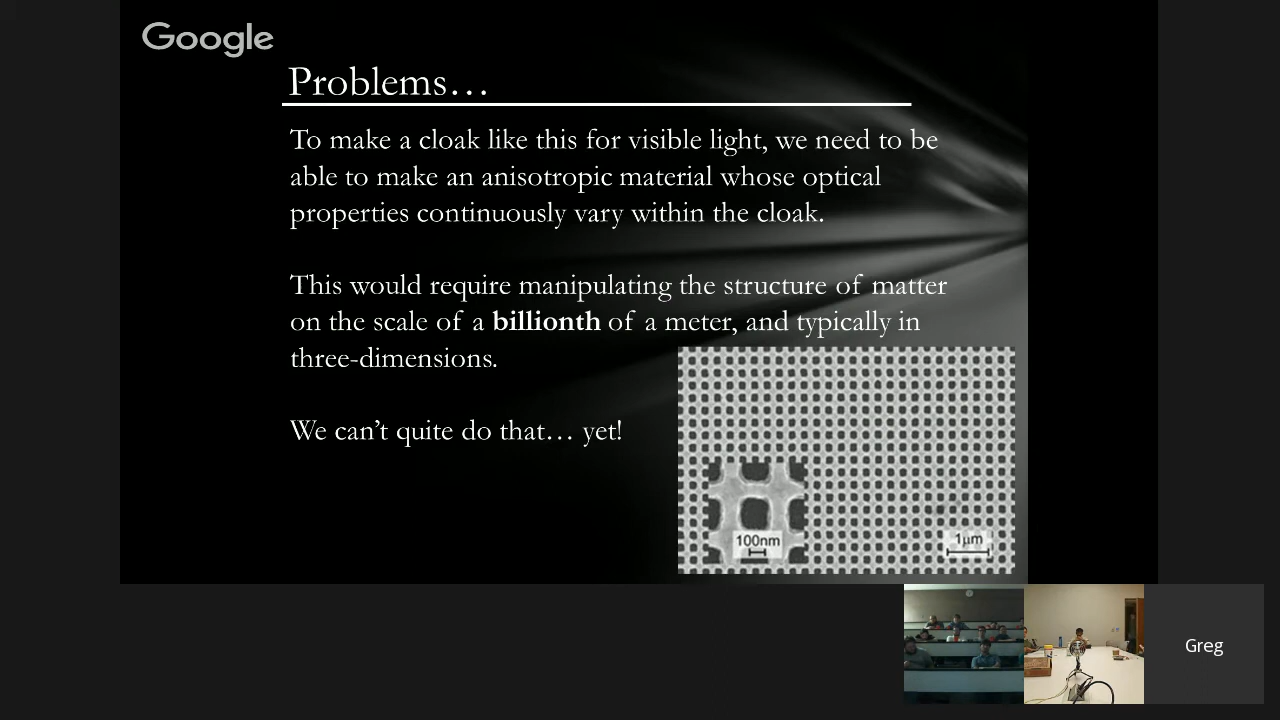 Google
Problems…
To make a cloak like this for visible light, we need to be
able to make an anisotropic material whose optical
properties continuously vary within the cloak.
This would require manipulating the structure of matter
on the scale of a billionth of a meter, and typically in
three-dimensions.
We can’t quite do that… yet!
100nm
1μm
Greg